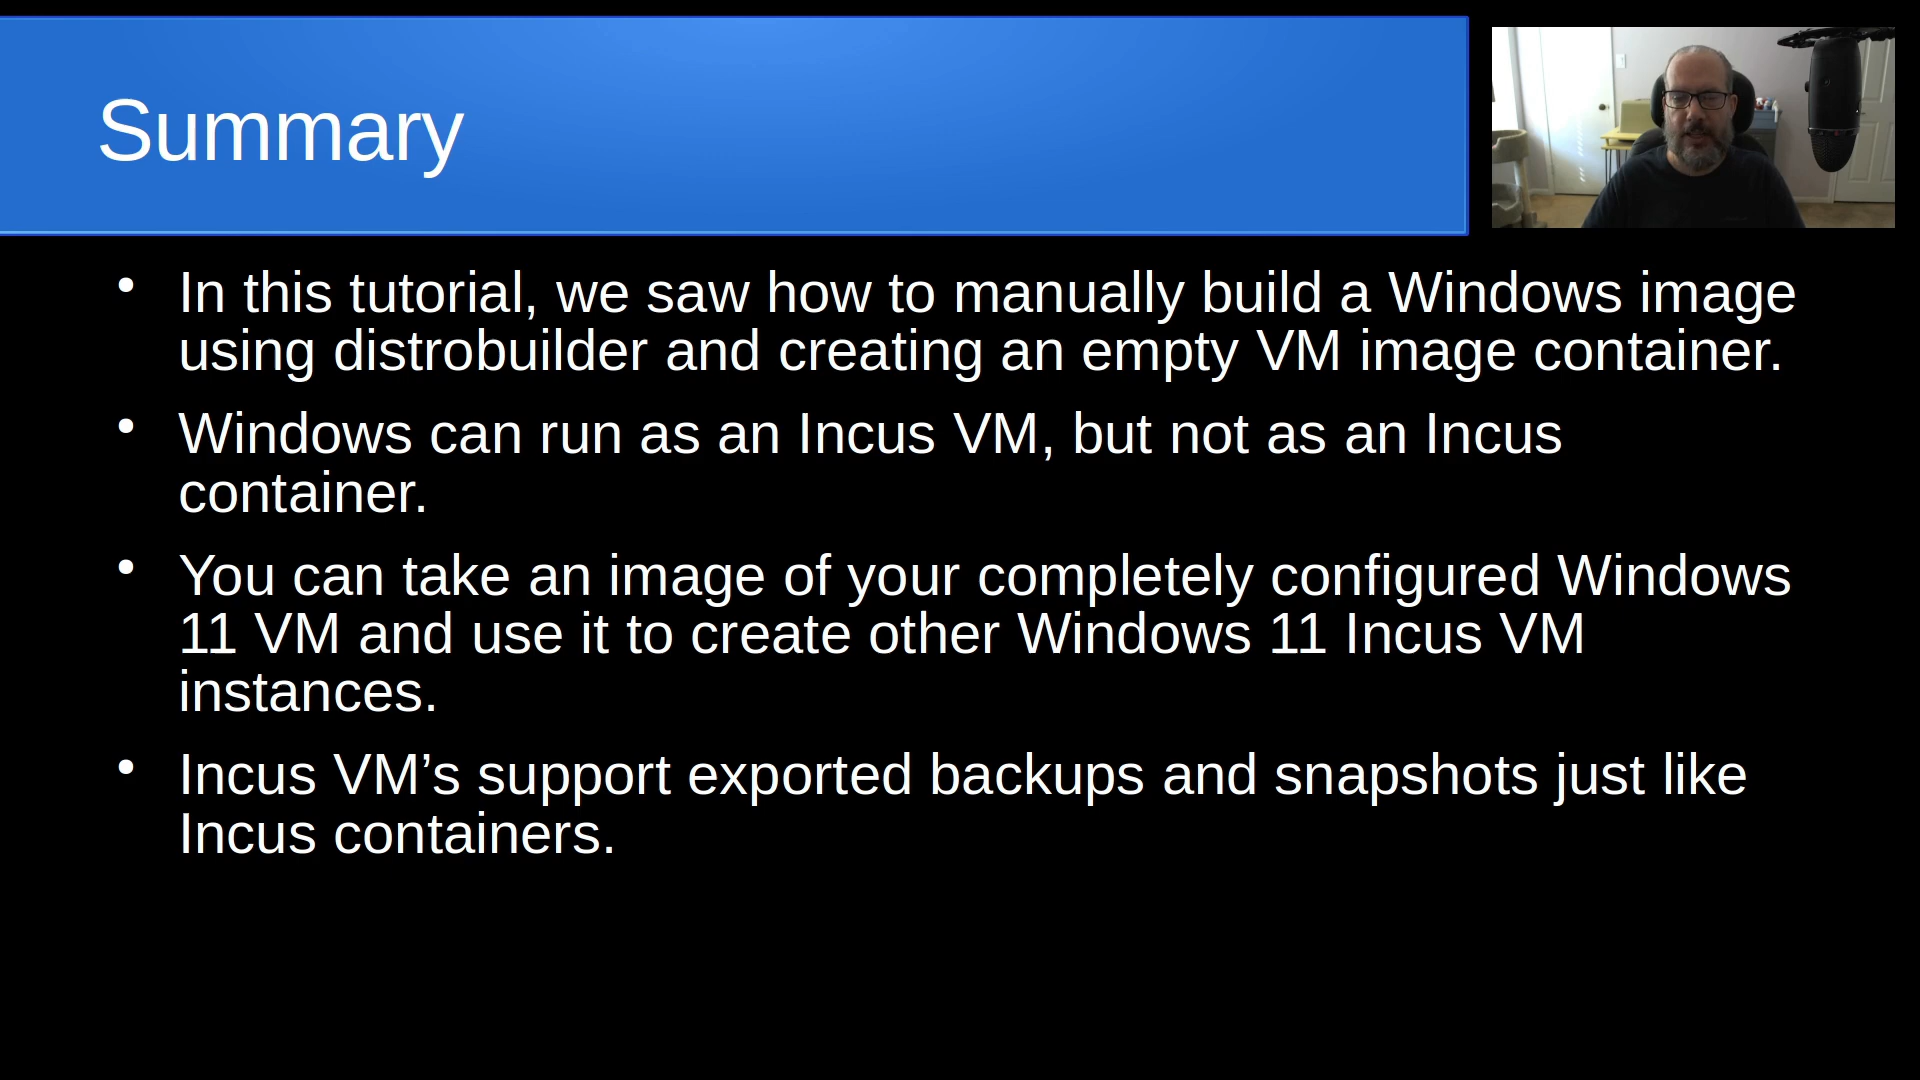 Summary
• In this tutorial, we saw how to manually build a Windows image
using distrobuilder and creating an empty VM image container.
• Windows can run as an Incus VM, but not as an Incus
container.
• You can take an image of your completely configured Windows
11 VM and use it to create other Windows 11 Incus VM
instances.
• Incus VM’s support exported backups and snapshots just like
Incus containers.